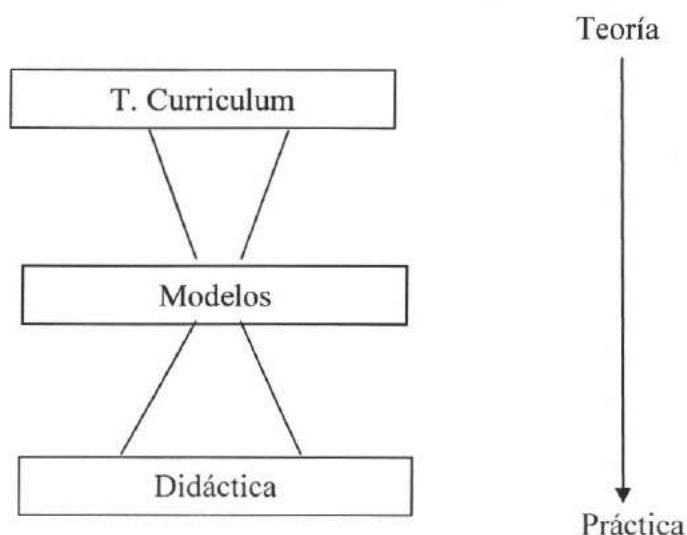 Teoría
T. Curriculum
Modelos
Didáctica
Práctica